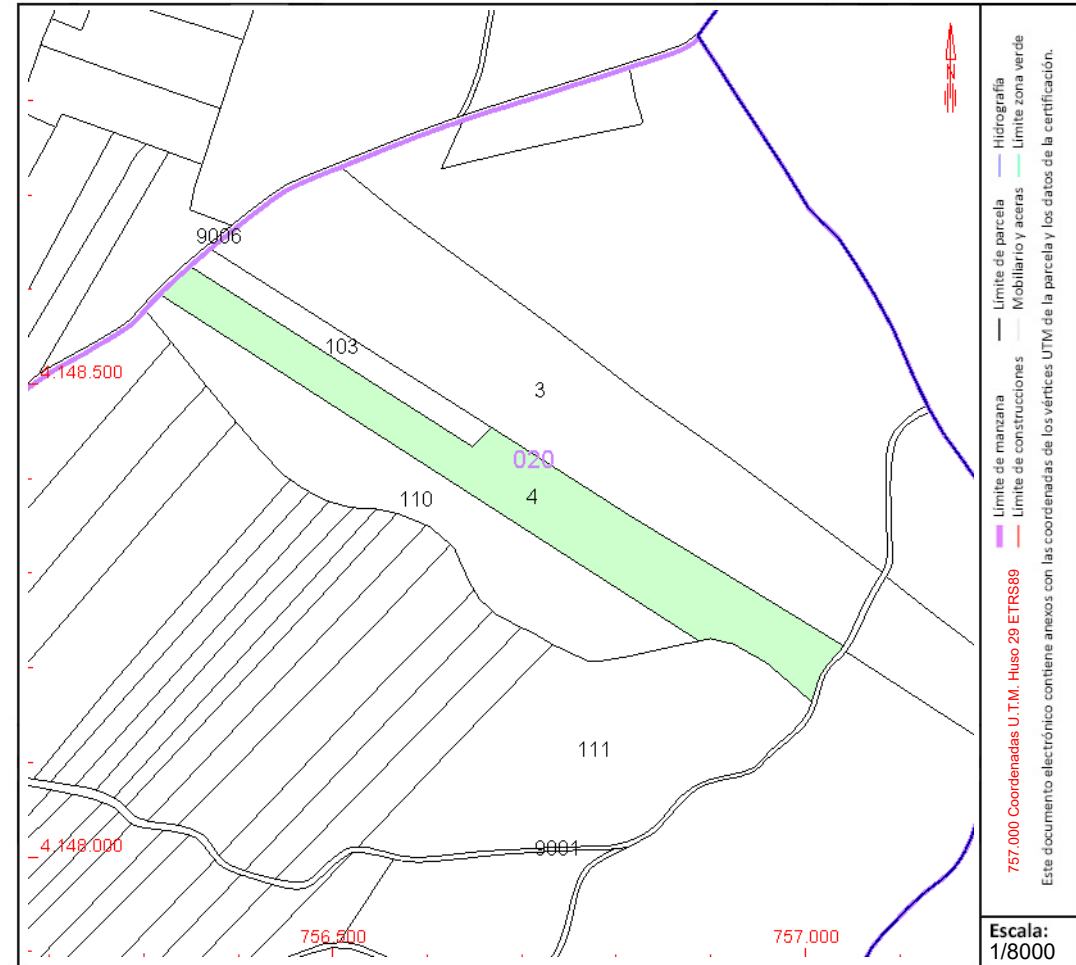 N
9006
103
4.148.500
3
020
110
4
111
4.148.000
9001
756.500
757.000
757.000 Coordenadas U.T.M. Huso 29 ETRS89
Límite de manzana
Límite de parcela
Hidrografía
Límite de construcciones
Mobiliario y aceras
Límite zona verde
Este documento electrónico contiene anexos con las coordenadas de los vértices UTM de la parcela y los datos de la certificación.
Escala:
1/8000